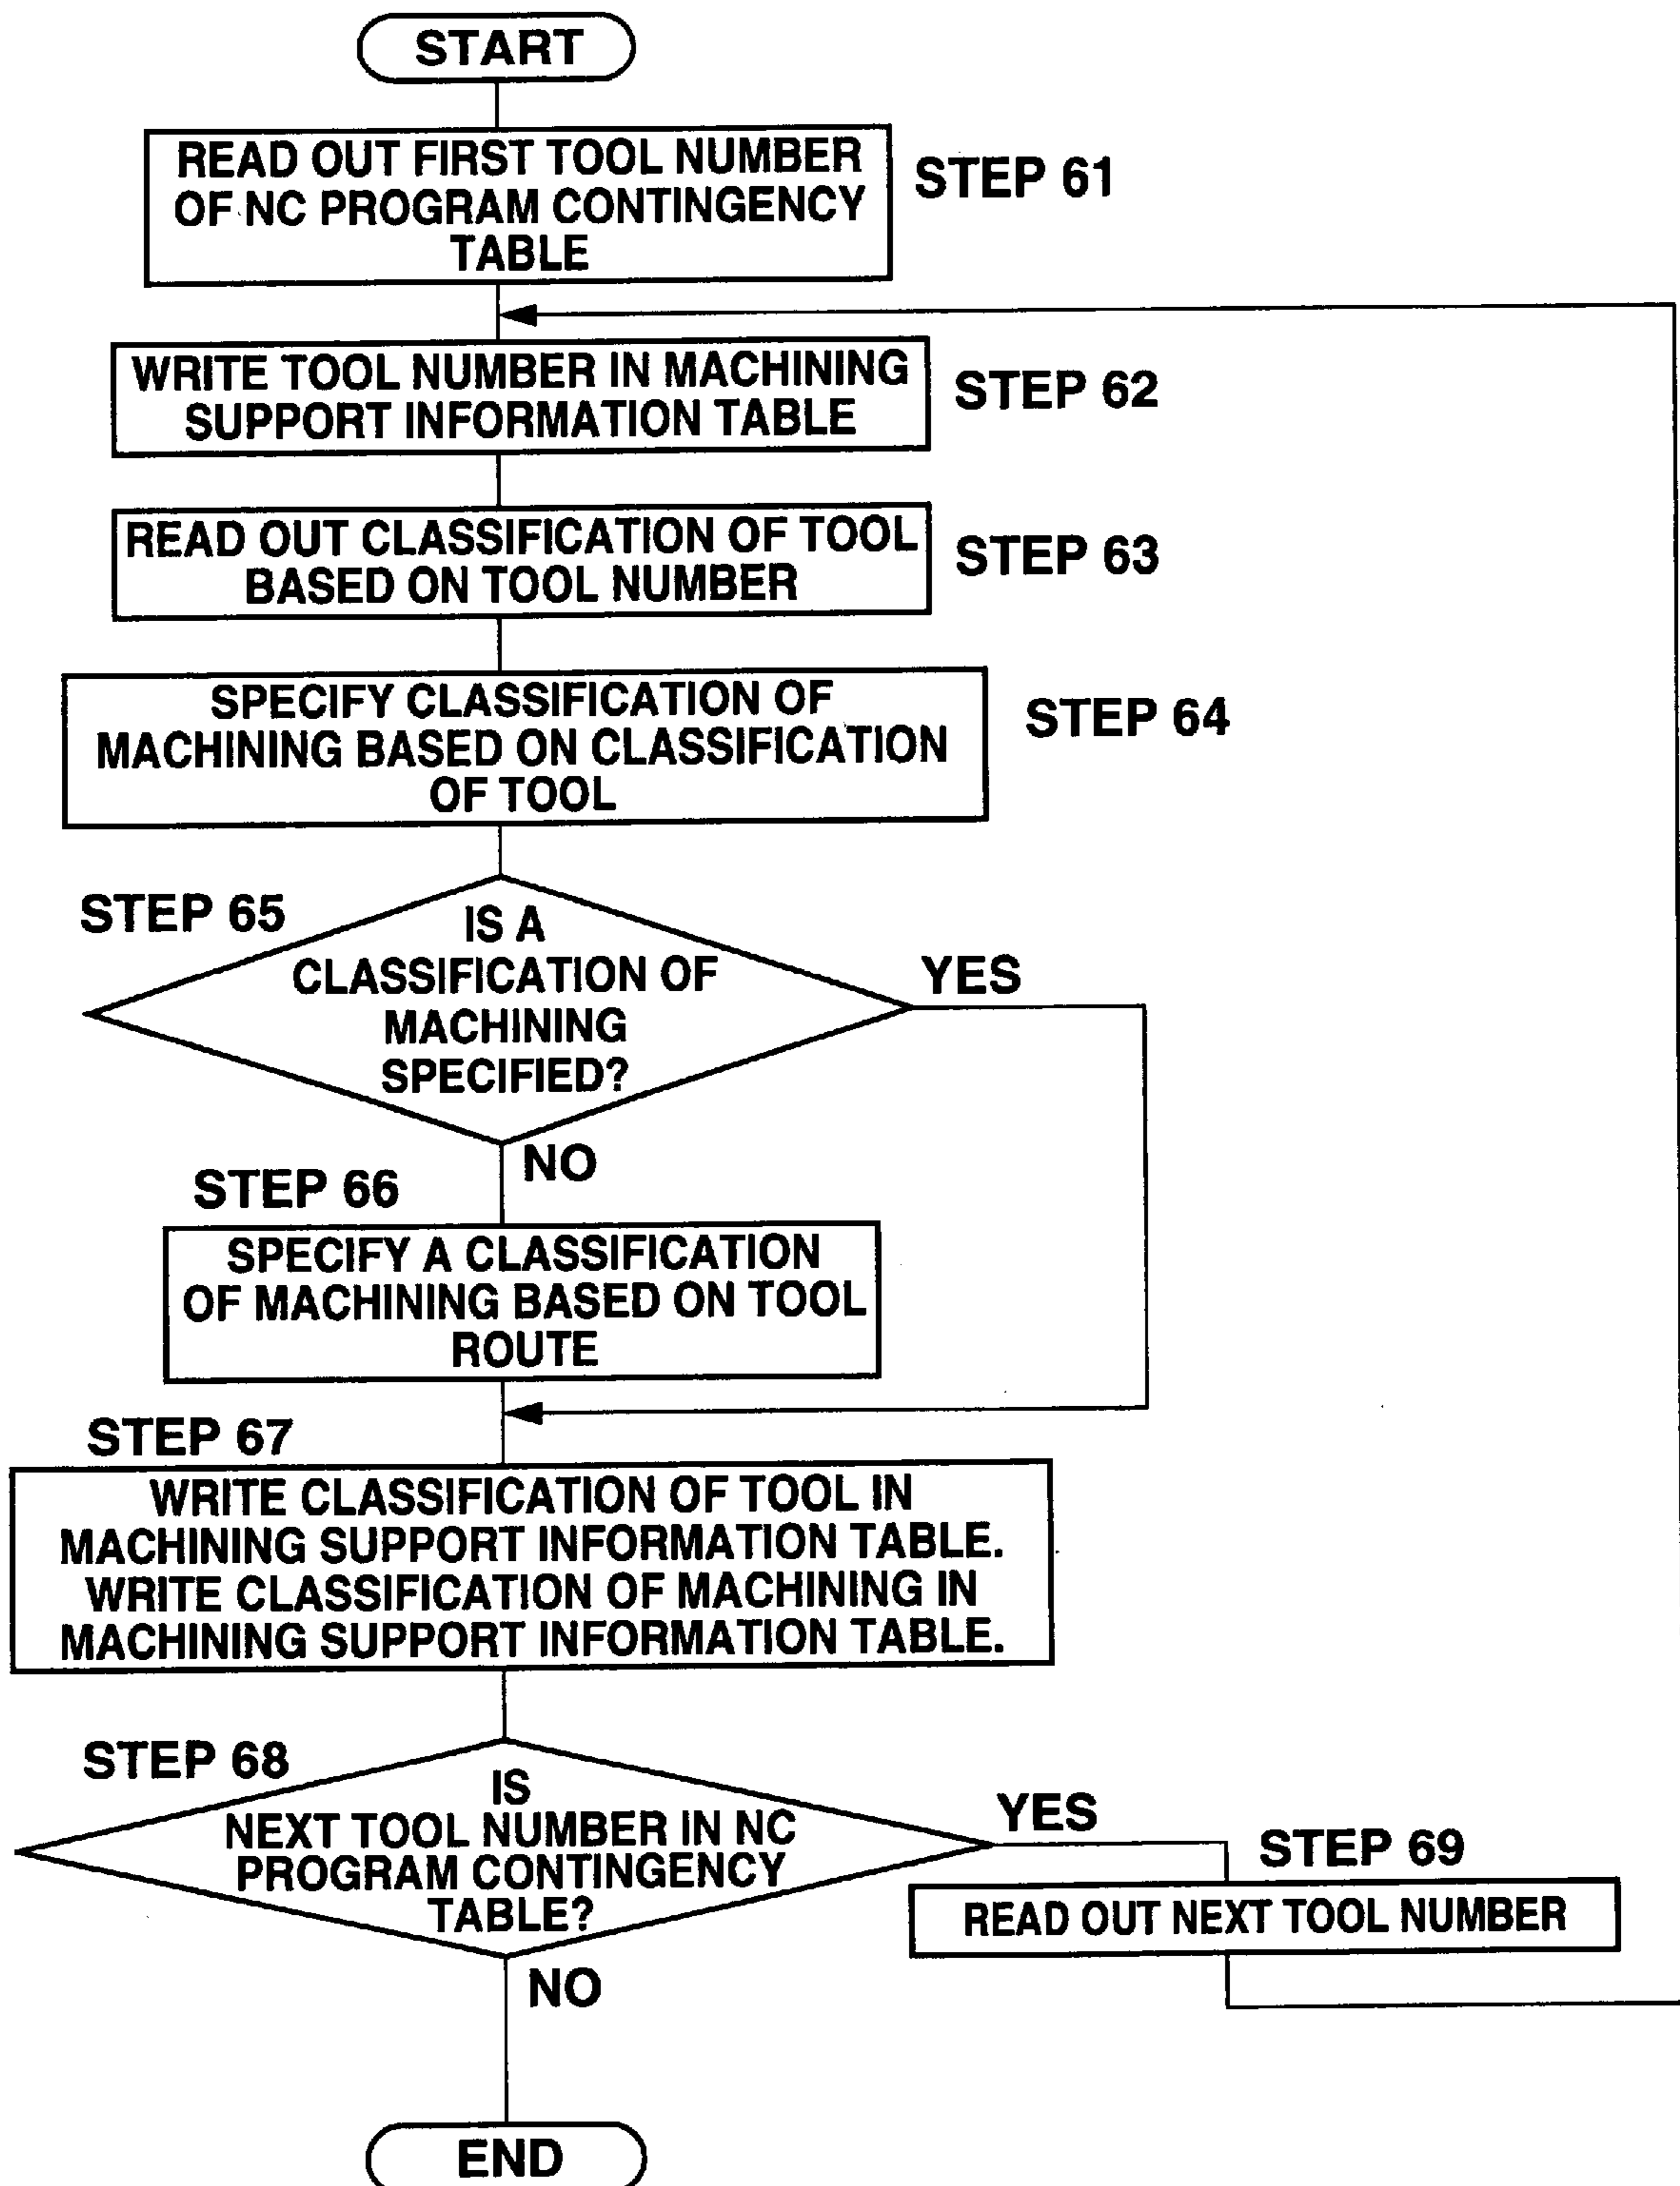 START
READ OUT FIRST TOOL NUMBER
OF NC PROGRAM CONTINGENCY
TABLE
STEP 61
WRITE TOOL NUMBER IN MACHINING
SUPPORT INFORMATION TABLE
STEP 62
READ OUT CLASSIFICATION OF TOOL
BASED ON TOOL NUMBER
STEP 63
SPECIFY CLASSIFICATION OF
MACHINING BASED ON CLASSIFICATION
OF TOOL
STEP 64
STEP 65
IS A
CLASSIFICATION OF
MACHINING
SPECIFIED?
YES
NO
STEP 66
SPECIFY A CLASSIFICATION
OF MACHINING BASED ON TOOL
ROUTE
STEP 67
WRITE CLASSIFICATION OF TOOL IN
MACHINING SUPPORT INFORMATION TABLE.
WRITE CLASSIFICATION OF MACHINING IN
MACHINING SUPPORT INFORMATION TABLE.
STEP 68
IS
NEXT TOOL NUMBER IN NC
PROGRAM CONTINGENCY
TABLE?
YES
STEP 69
READ OUT NEXT TOOL NUMBER
NO
END